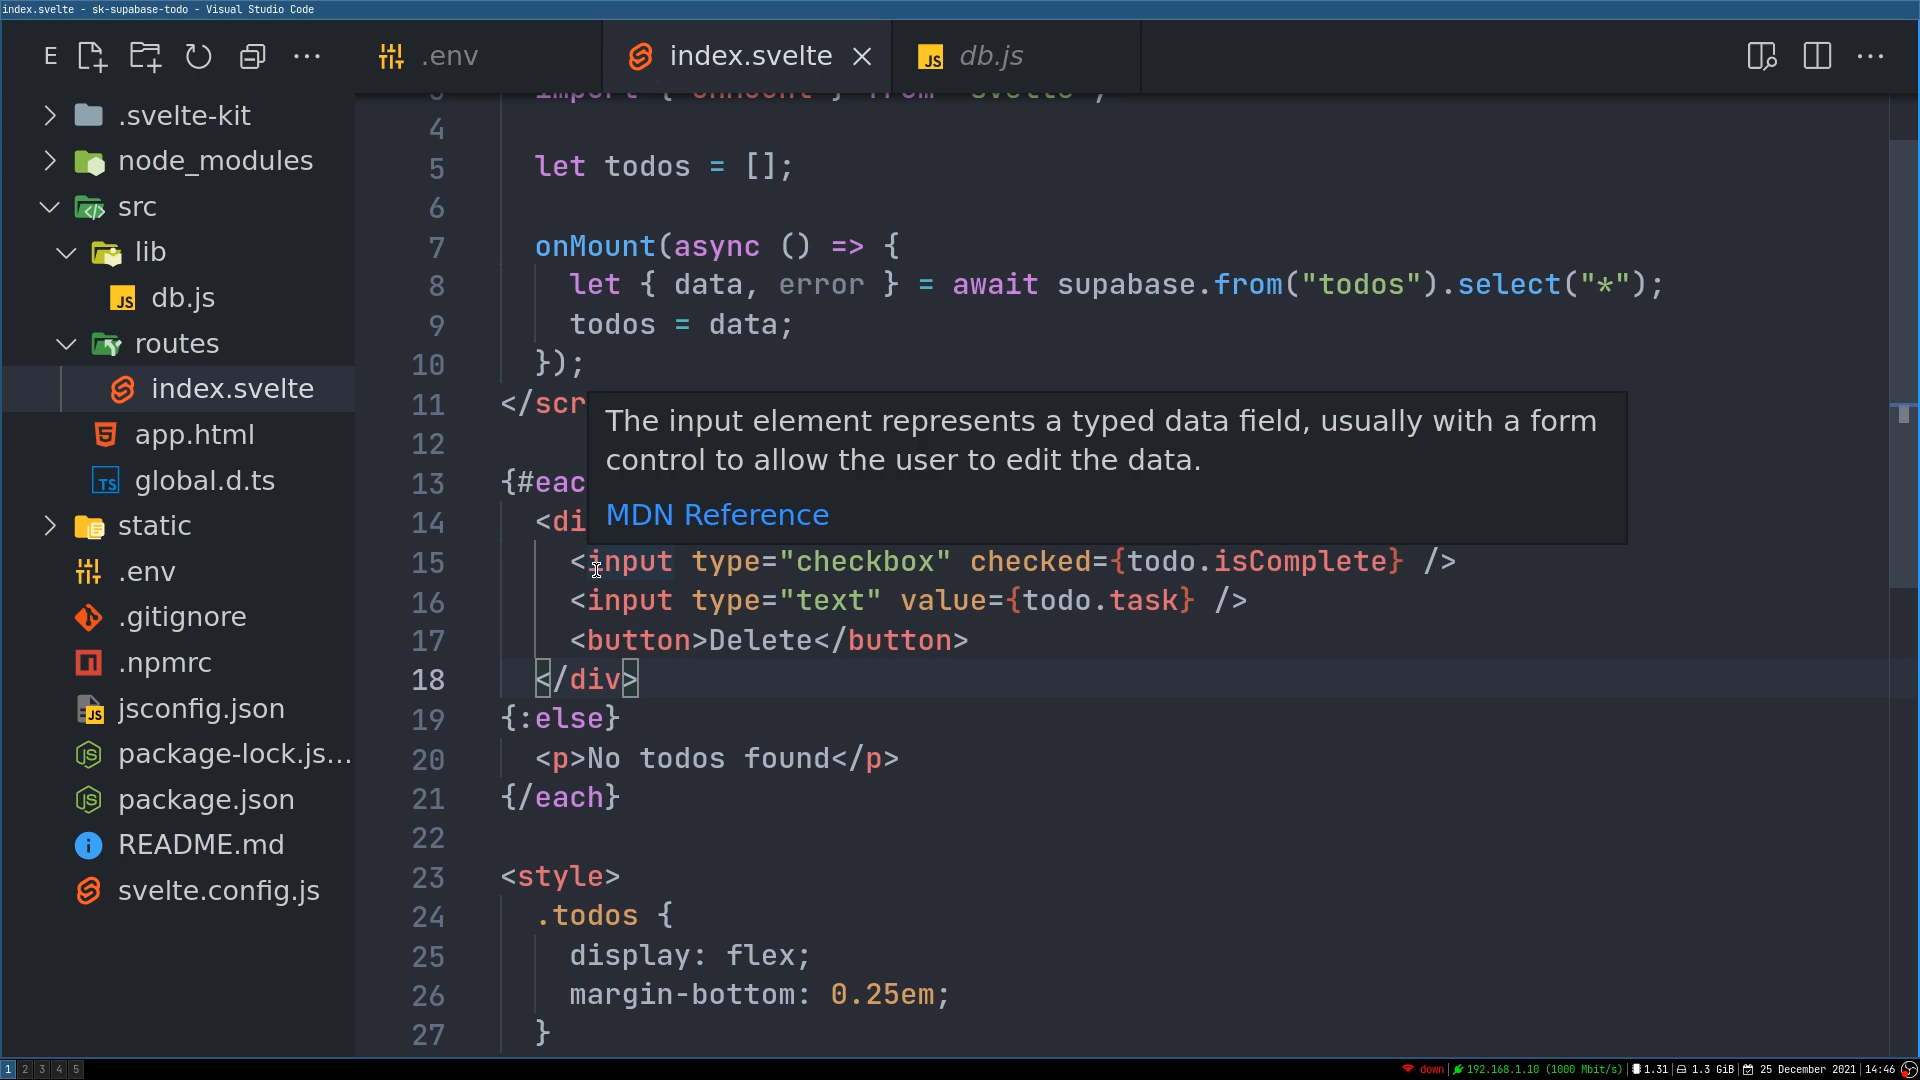 index.svelte - sk-supabase-todo - Visual Studio Code
E
.env
index.svelte
db.js
.svelte-kit
node_modules
src
lib
db.js
routes
index.svelte
app.html
global.d.ts
static
.env
.gitignore
.npmrc
jsconfig.json
package-lock.js...
package.json
README.md
svelte.config.js
3 import { onMount } from "svelte";
4
5 let todos = [];
6
7 onMount(async () => {
8 let { data, error } = await supabase.from("todos").select("*");
9 todos = data;
10 });
11 </scr
12
13 {#eac
14 <di
The input element represents a typed data field, usually with a form
control to allow the user to edit the data.
MDN Reference
15 <input type="checkbox" checked={todo.isComplete} />
16 <input type="text" value={todo.task} />
17 <button>Delete</button>
18 </div>
19 {:else}
20 <p>No todos found</p>
21 {/each}
22
23 <style>
24 .todos {
25 display: flex;
26 margin-bottom: 0.25em;
27 }
1 2 3 4 5
down 192.168.1.10 (1000 Mbit/s) 1.31 1.3 GiB 25 December 2021 14:46